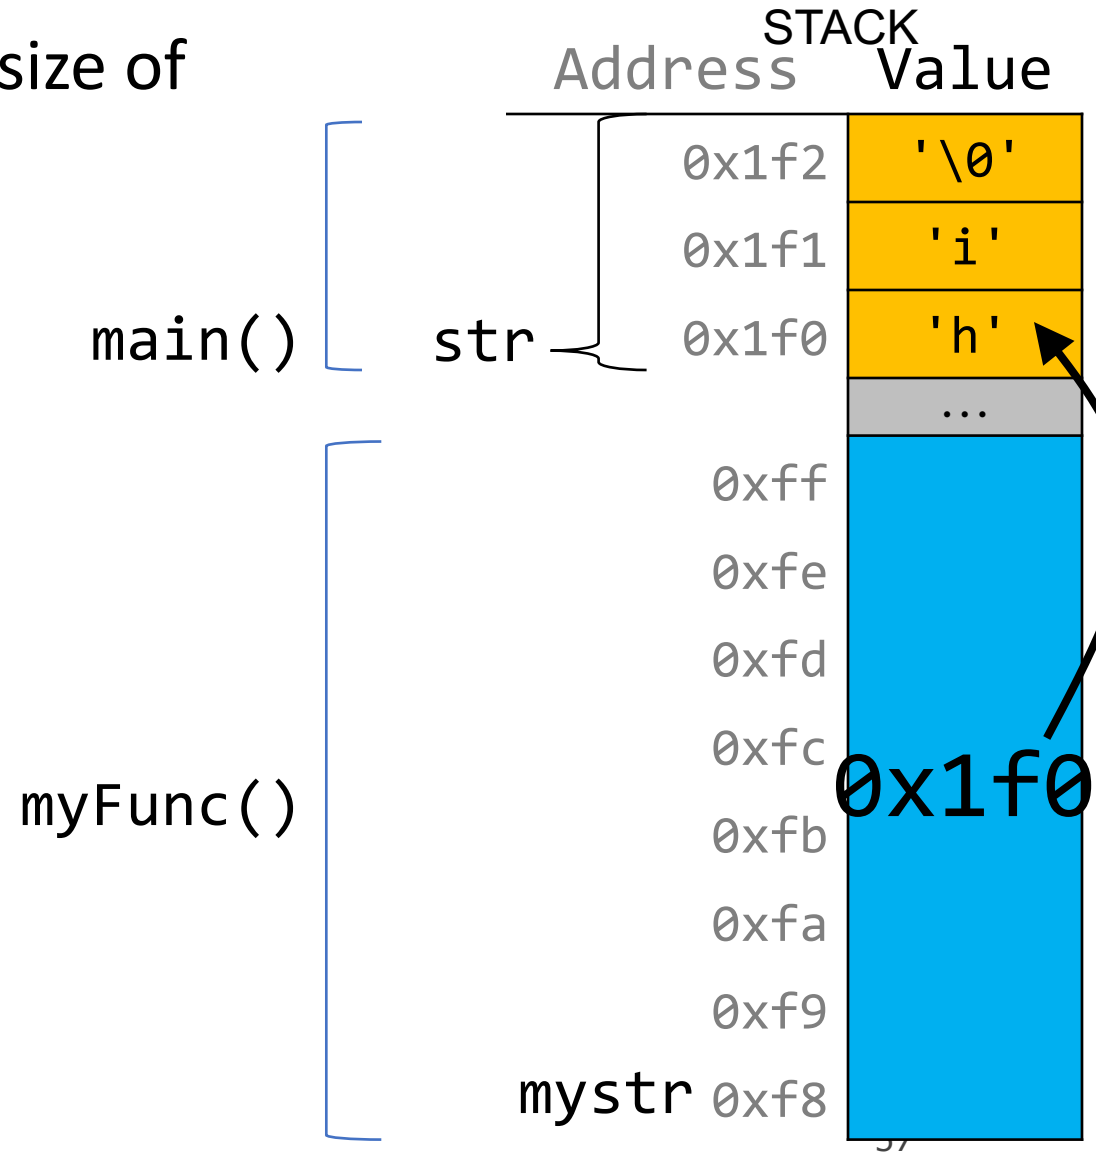 size of
STACK
Address Value
0x1f2 '\0'
0x1f1 'i'
main() str 0x1f0 'h'
...
0xff
0xfe
0xfd
0xfc
0x1f0
myFunc()
0xfb
0xfa
0xf9
mystr 0xf8